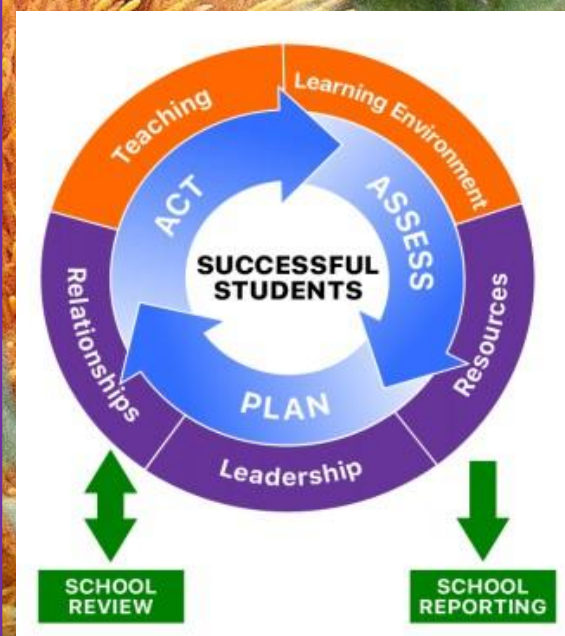 Teaching
Learning Environment
ACT
ASSESS
SUCCESSFUL
STUDENTS
Relationships
Resources
PLAN
Leadership
SCHOOL
REVIEW
SCHOOL
REPORTING